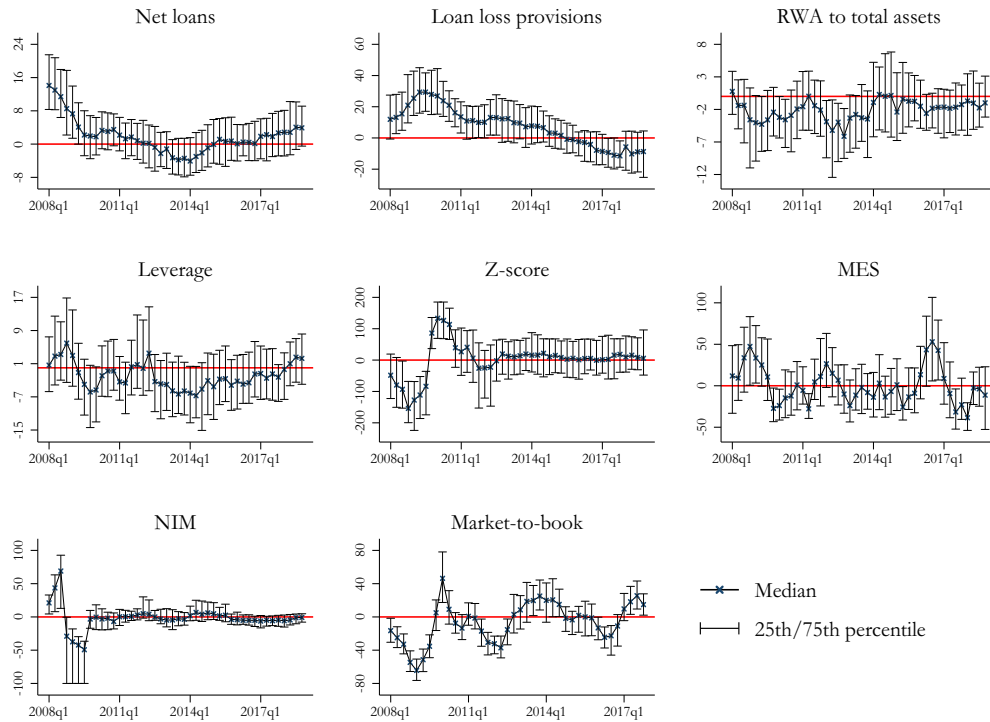 Net loans
24
16
8
0
-8
2008q1 2011q1 2014q1 2017q1
Loan loss provisions
60
40
20
0
-20
2008q1 2011q1 2014q1 2017q1
RWA to total assets
8
3
-2
-7
-12
2008q1 2011q1 2014q1 2017q1
Leverage
17
9
1
-7
-15
2008q1 2011q1 2014q1 2017q1
Z-score
200
100
0
-100
-200
2008q1 2011q1 2014q1 2017q1
MES
100
50
0
-50
2008q1 2011q1 2014q1 2017q1
NIM
100
50
0
-50
-100
2008q1 2011q1 2014q1 2017q1
Market-to-book
80
40
0
-40
-80
2008q1 2011q1 2014q1 2017q1
Median
25th/75th percentile